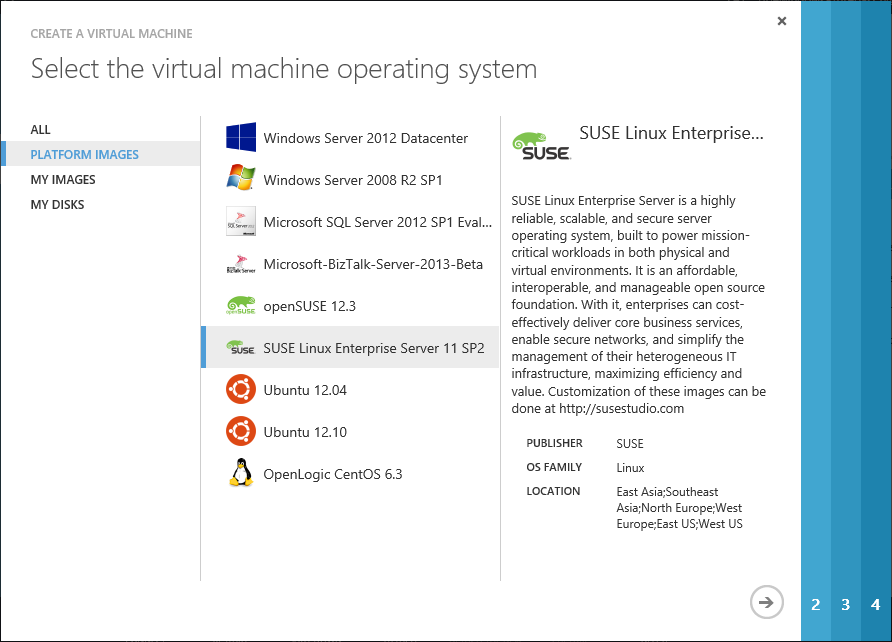 CREATE A VIRTUAL MACHINE
Select the virtual machine operating system
ALL
PLATFORM IMAGES
MY IMAGES
MY DISKS
Windows Server 2012 Datacenter
Windows Server 2008 R2 SP1
Microsoft SQL Server 2012 SP1 Eval...
Microsoft-BizTalk-Server-2013-Beta
openSUSE 12.3
SUSE Linux Enterprise Server 11 SP2
Ubuntu 12.04
Ubuntu 12.10
OpenLogic CentOS 6.3
SUSE
SUSE Linux Enterprise...
SUSE Linux Enterprise Server is a highly
reliable, scalable, and secure server
operating system, built to power mission-
critical workloads in both physical and
virtual environments. It is an affordable,
interoperable, and manageable open source
foundation. With it, enterprises can cost-
effectively deliver core business services,
enable secure networks, and simplify the
management of their heterogeneous IT
infrastructure, maximizing efficiency and
value. Customization of these images can be
done at http://susestudio.com
PUBLISHER SUSE
OS FAMILY Linux
LOCATION East Asia;Southeast
Asia;North Europe;West
Europe;East US;West US
2 3 4